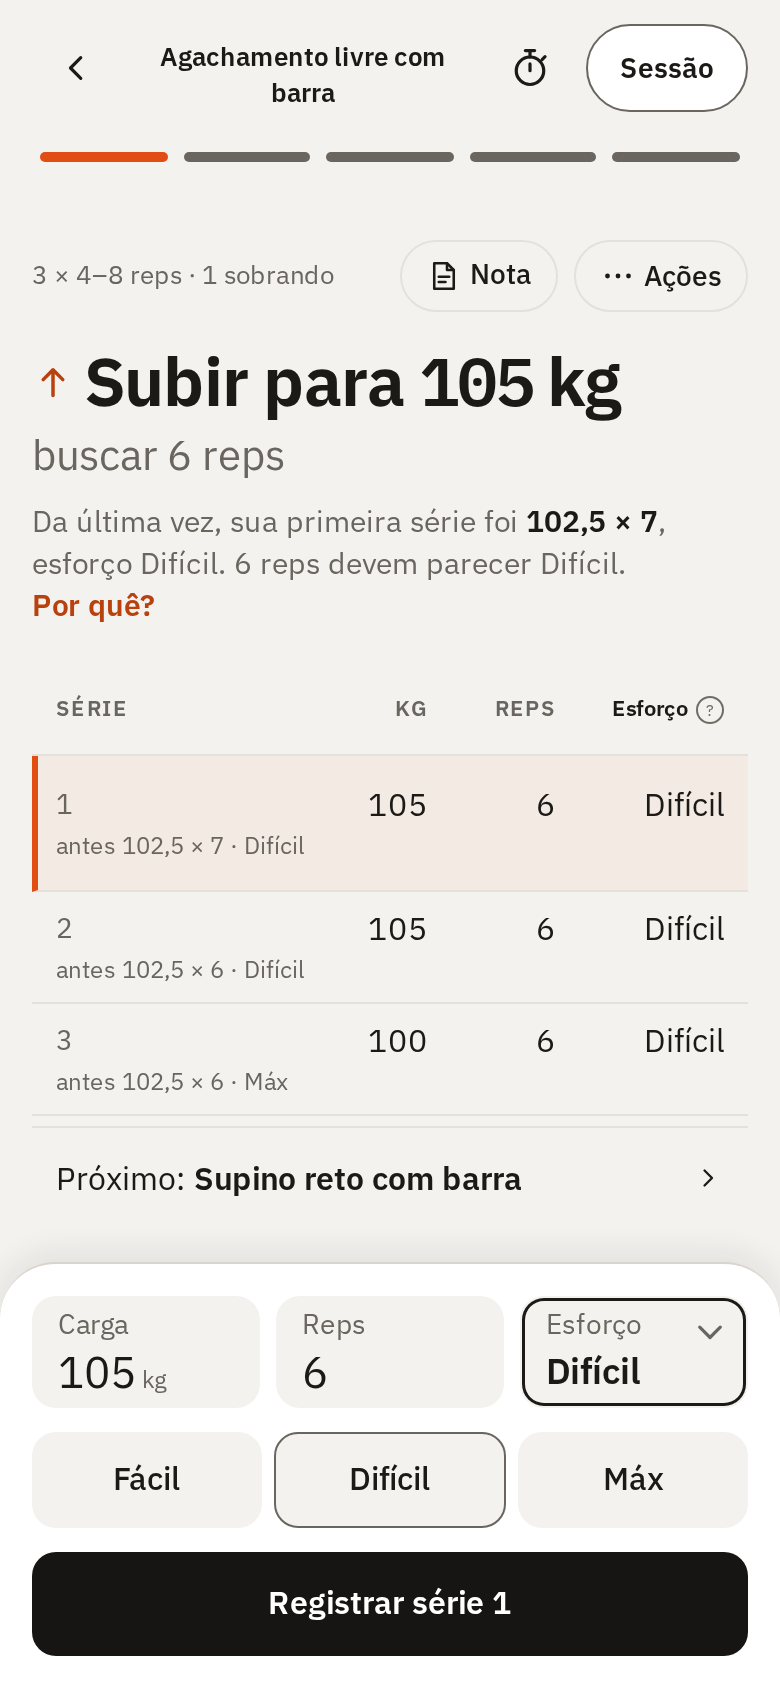 Agachamento livre com
barra
Sessão
3 × 4–8 reps · 1 sobrando
Nota
Ações
↑ Subir para 105 kg
buscar 6 reps
Da última vez, sua primeira série foi 102,5 × 7,
esforço Difícil. 6 reps devem parecer Difícil.
Por quê?
SÉRIE KG REPS Esforço ?
1 105 6 Difícil
antes 102,5 × 7 · Difícil
2 105 6 Difícil
antes 102,5 × 6 · Difícil
3 100 6 Difícil
antes 102,5 × 6 · Máx
Próximo: Supino reto com barra
Carga Reps Esforço
105 kg 6 Difícil
Fácil Difícil Máx
Registrar série 1